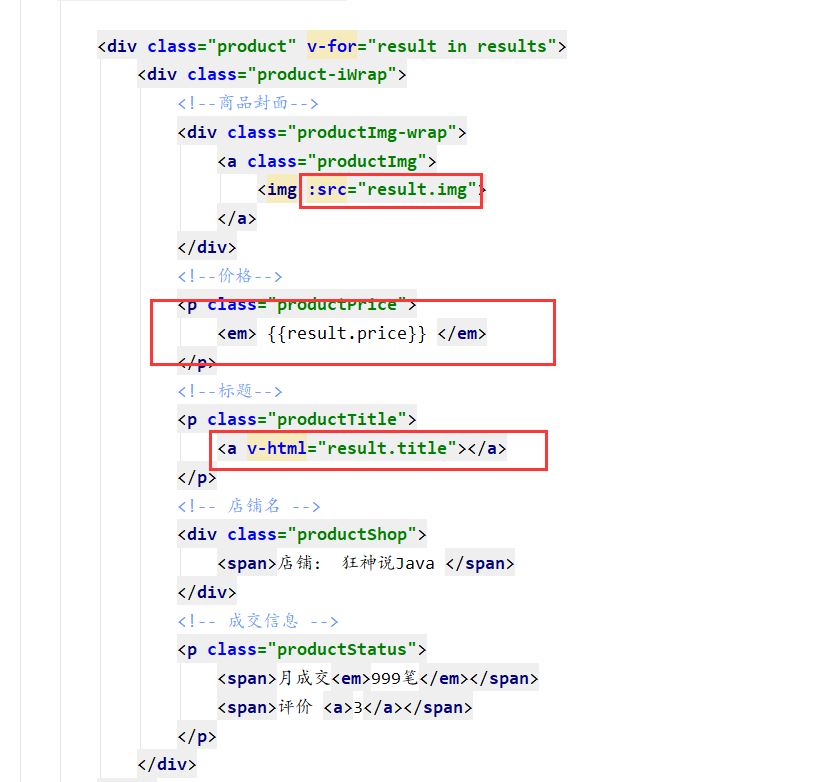 <div class="product" v-for="result in results">
<div class="product-iWrap">
<!--商品封面-->
<div class="productImg-wrap">
<a class="productImg">
<img :src="result.img">
</a>
</div>
<!--价格-->
<p class="productPrice">
<em> {{result.price}} </em>
</p>
<!--标题-->
<p class="productTitle">
<a v-html="result.title"></a>
</p>
<!-- 店铺名 -->
<div class="productShop">
<span>店铺： 狂神说Java </span>
</div>
<!-- 成交信息 -->
<p class="productStatus">
<span>月成交<em>999笔</em></span>
<span>评价 <a>3</a></span>
</p>
</div>